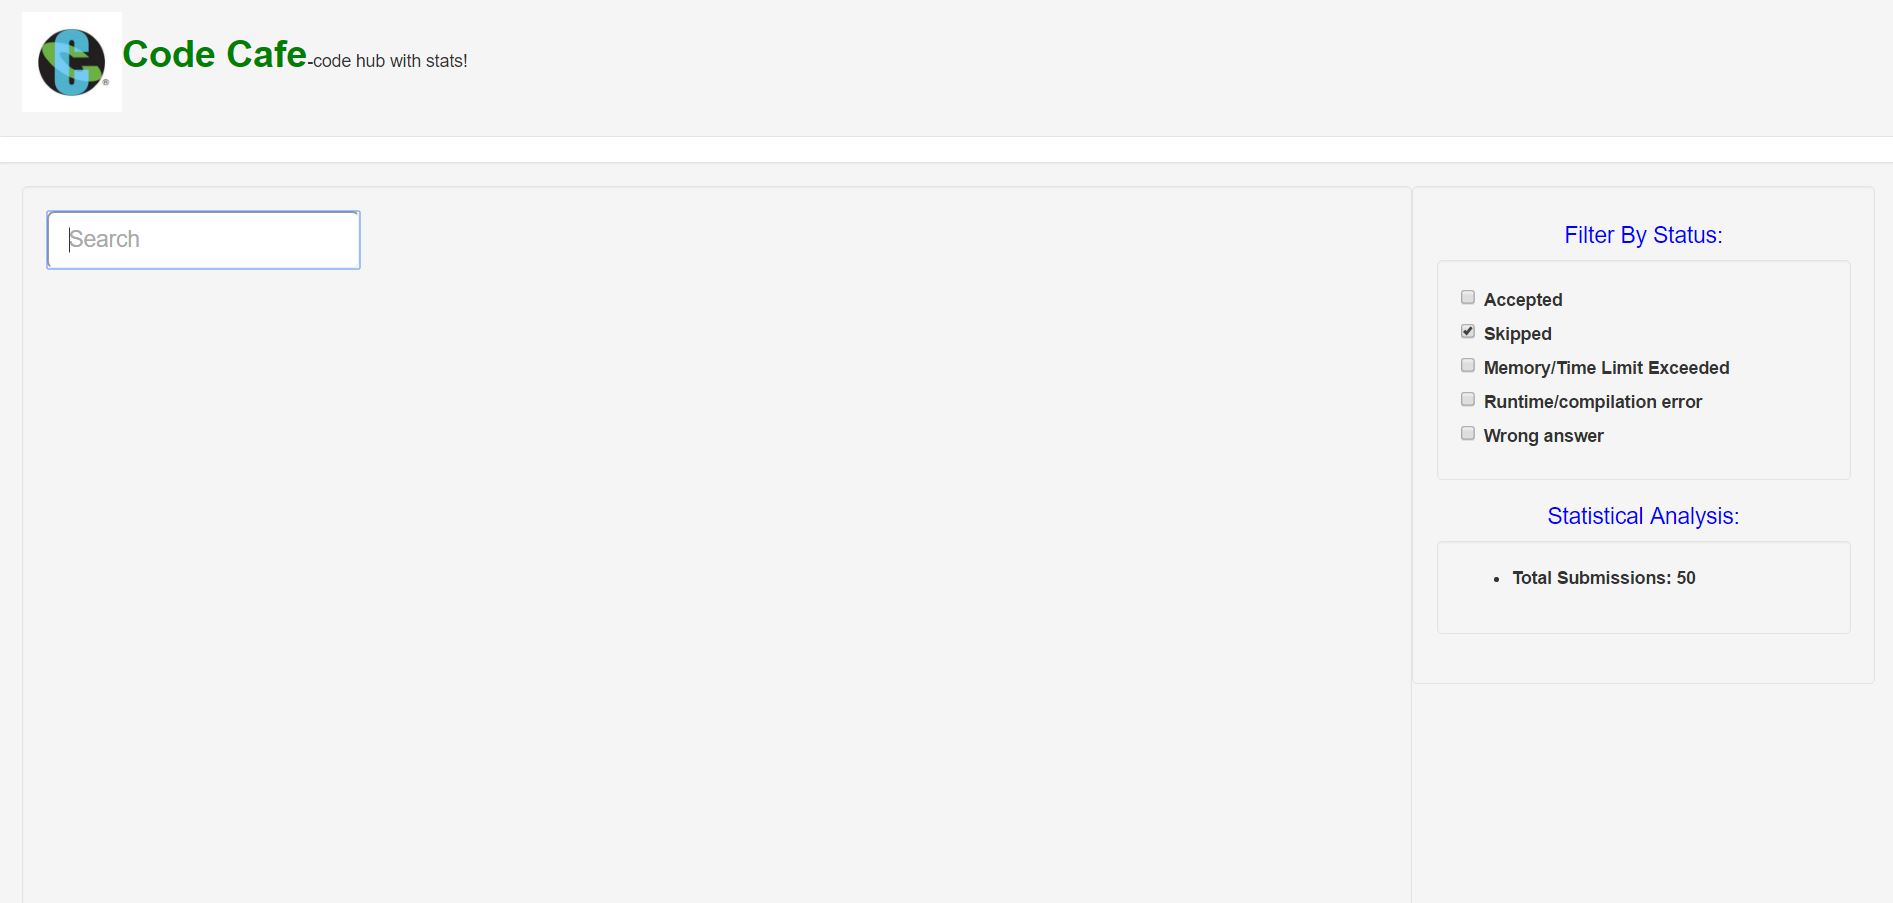 Code Cafe-code hub with stats!
Search
Filter By Status:
Accepted
Skipped
Memory/Time Limit Exceeded
Runtime/compilation error
Wrong answer
Statistical Analysis:
Total Submissions: 50